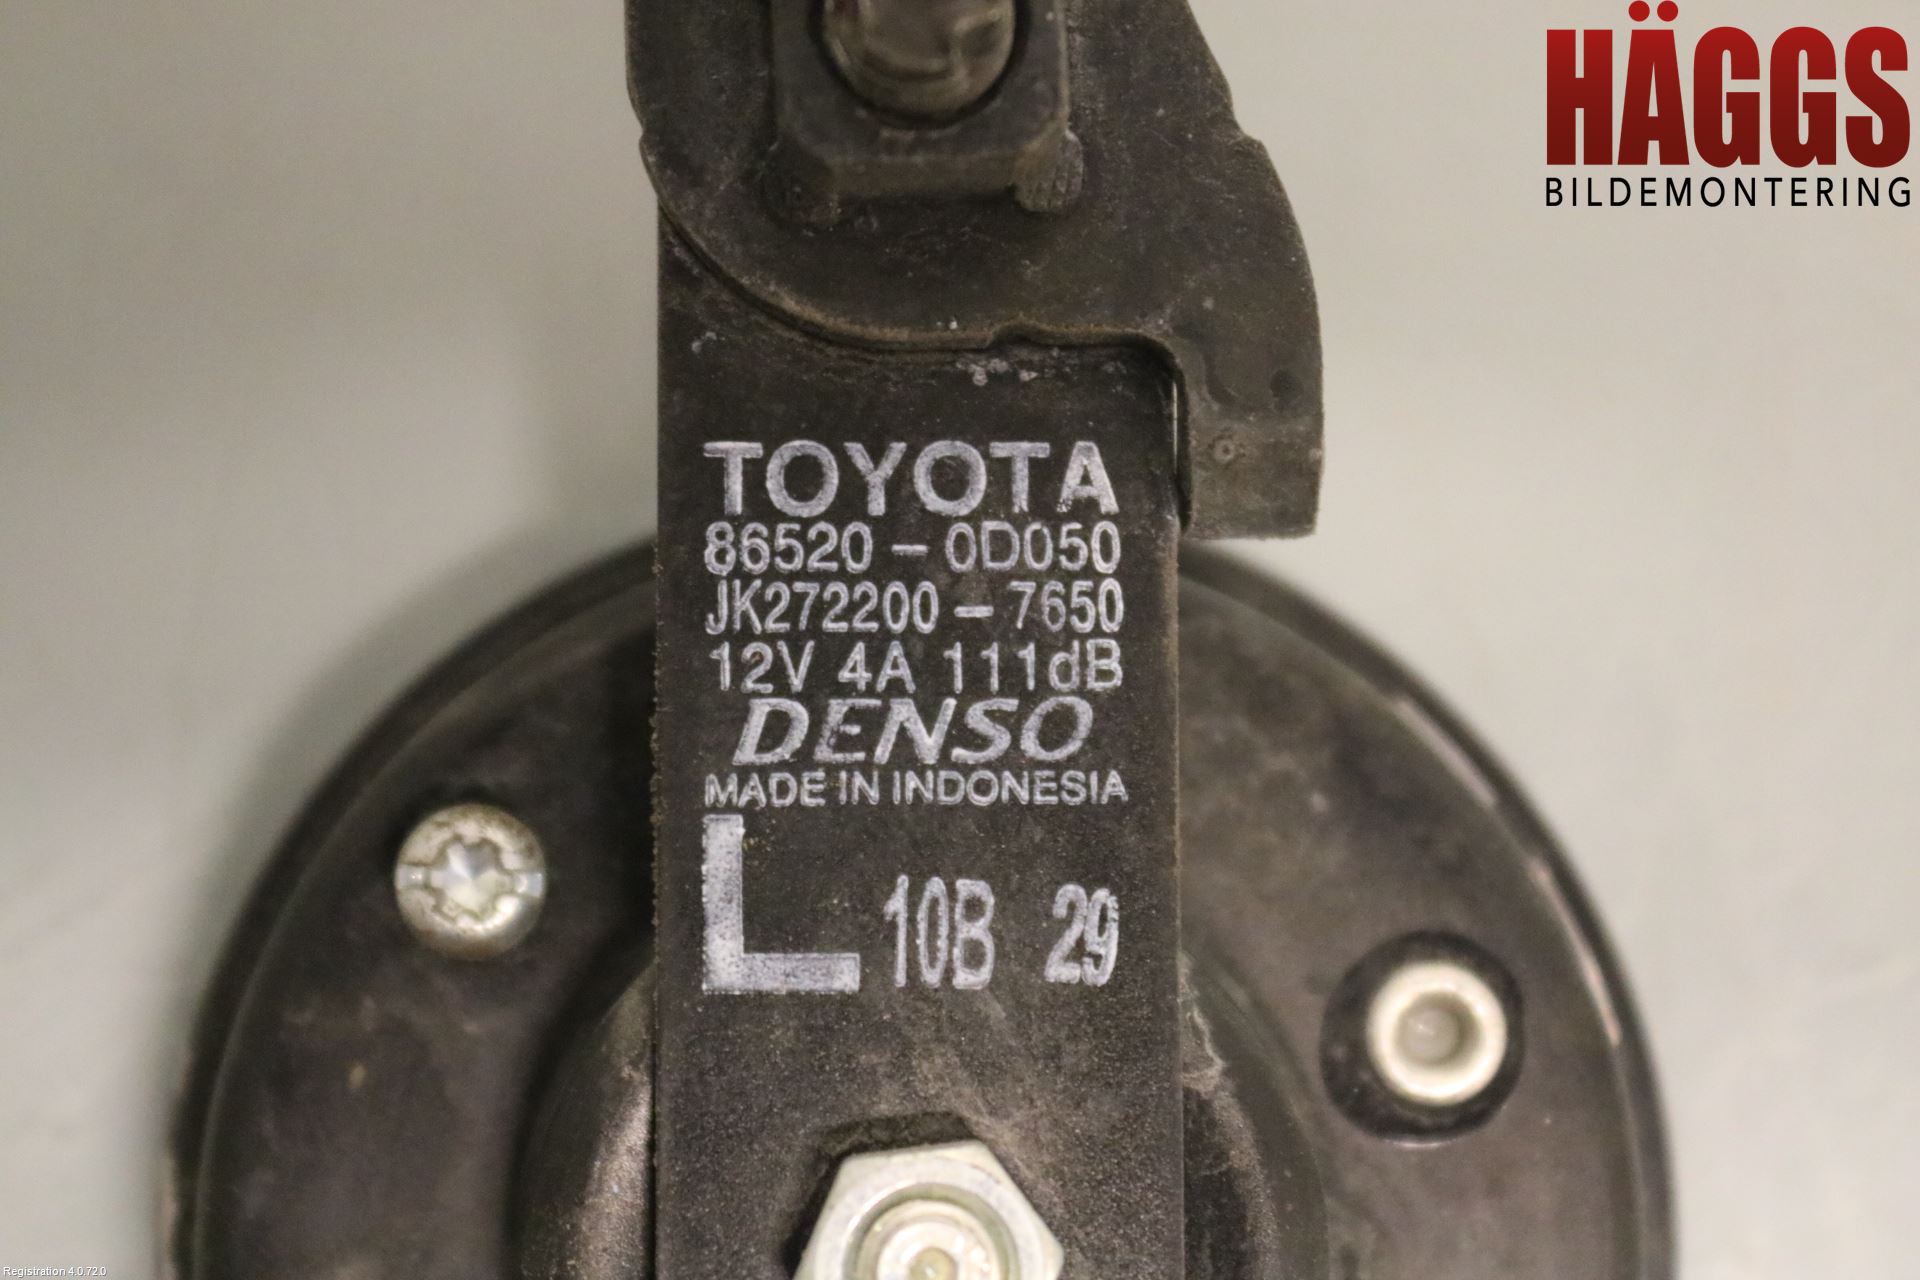 HÄGGS
BILDEMONTERING
TOYOTA
86520 - 0D050
JK272200 - 7650
12V 4A 111dB
DENSO
MADE IN INDONESIA
L 10B 29
Registration 4.0.72.0